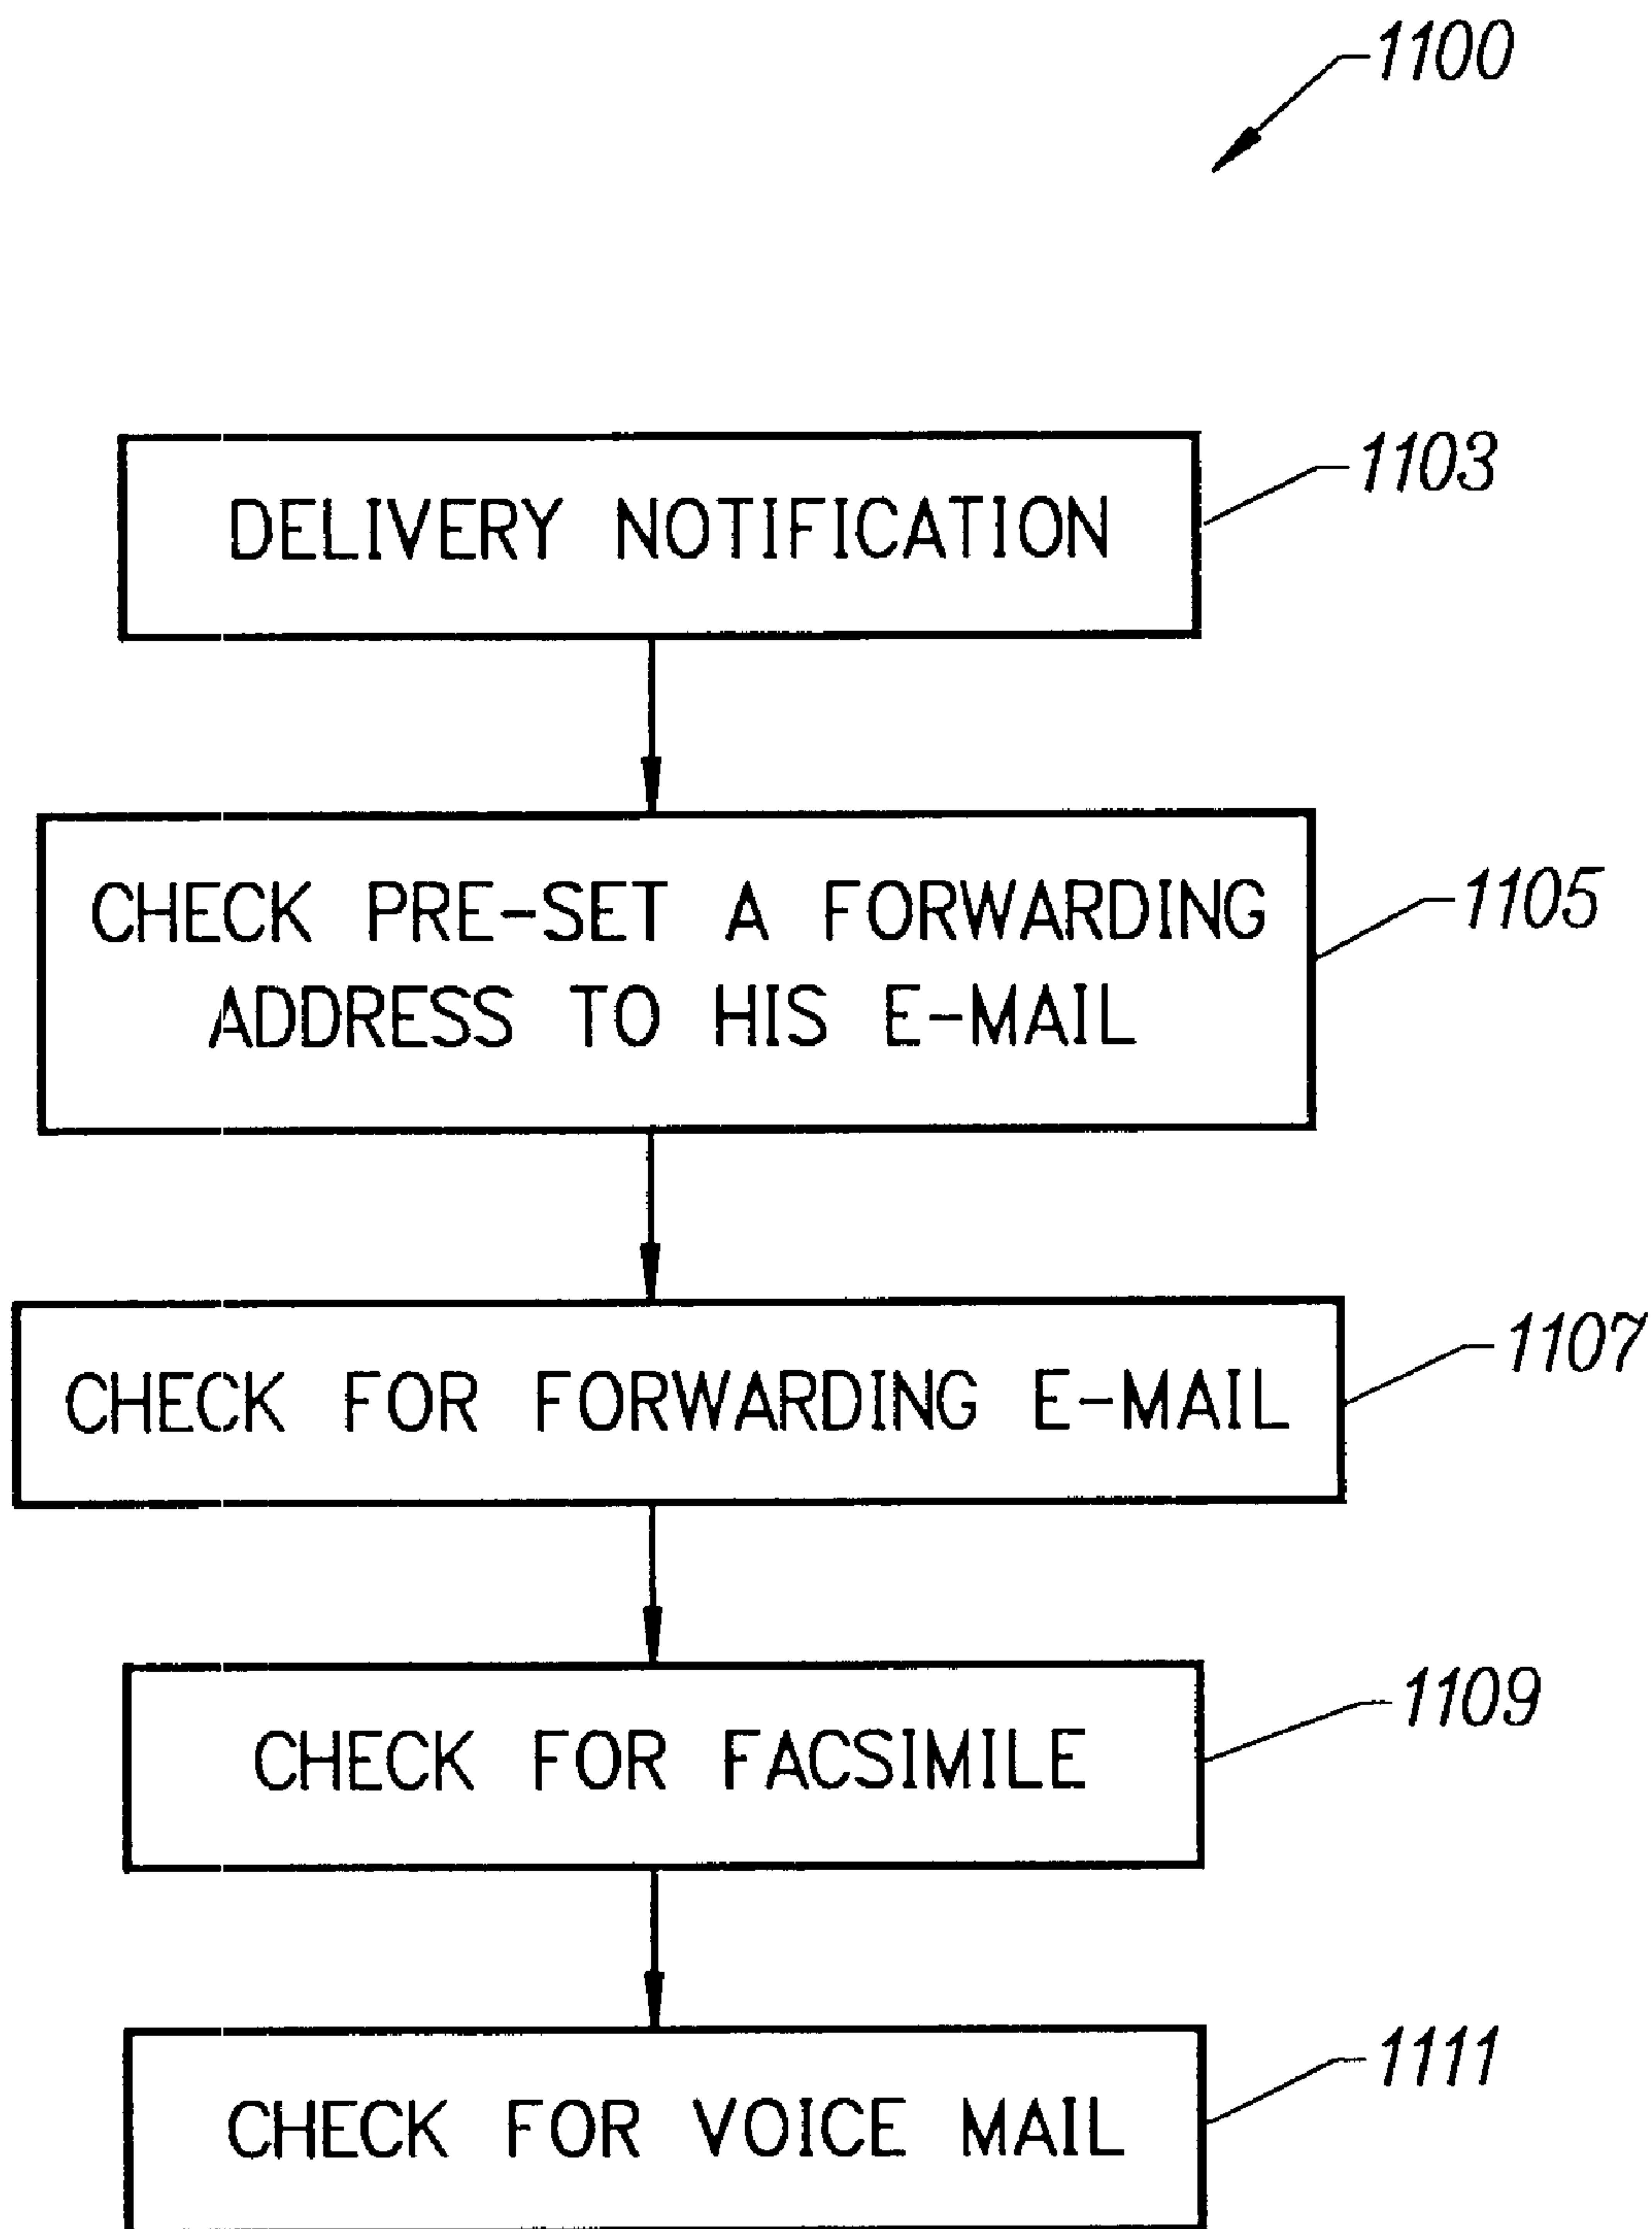 1100
DELIVERY NOTIFICATION
1103
CHECK PRE-SET A FORWARDING
ADDRESS TO HIS E-MAIL
1105
CHECK FOR FORWARDING E-MAIL
1107
CHECK FOR FACSIMILE
1109
CHECK FOR VOICE MAIL
1111